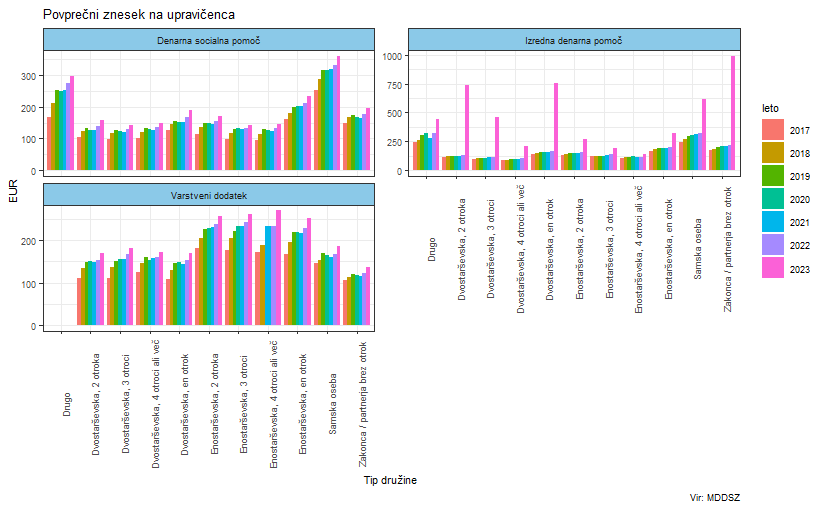 Povprečni znesek na upravičenca
Denarna socialna pomoč
300
200
100
0
Izredna denarna pomoč
1000
750
500
250
0
Varstveni dodatek
200
100
0
EUR
Drugo
Dvostarševska, 2 otroka
Dvostarševska, 3 otroci
Dvostarševska, 4 otroci ali več
Dvostarševska, en otrok
Enostarševska, 2 otroka
Enostarševska, 3 otroci
Enostarševska, 4 otroci ali več
Enostarševska, en otrok
Samska oseba
Zakonca / partnerja brez otrok
Drugo
Dvostarševska, 2 otroka
Dvostarševska, 3 otroci
Dvostarševska, 4 otroci ali več
Dvostarševska, en otrok
Enostarševska, 2 otroka
Enostarševska, 3 otroci
Enostarševska, 4 otroci ali več
Enostarševska, en otrok
Samska oseba
Zakonca / partnerja brez otrok
Tip družine
leto
2017
2018
2019
2020
2021
2022
2023
Vir: MDDSZ